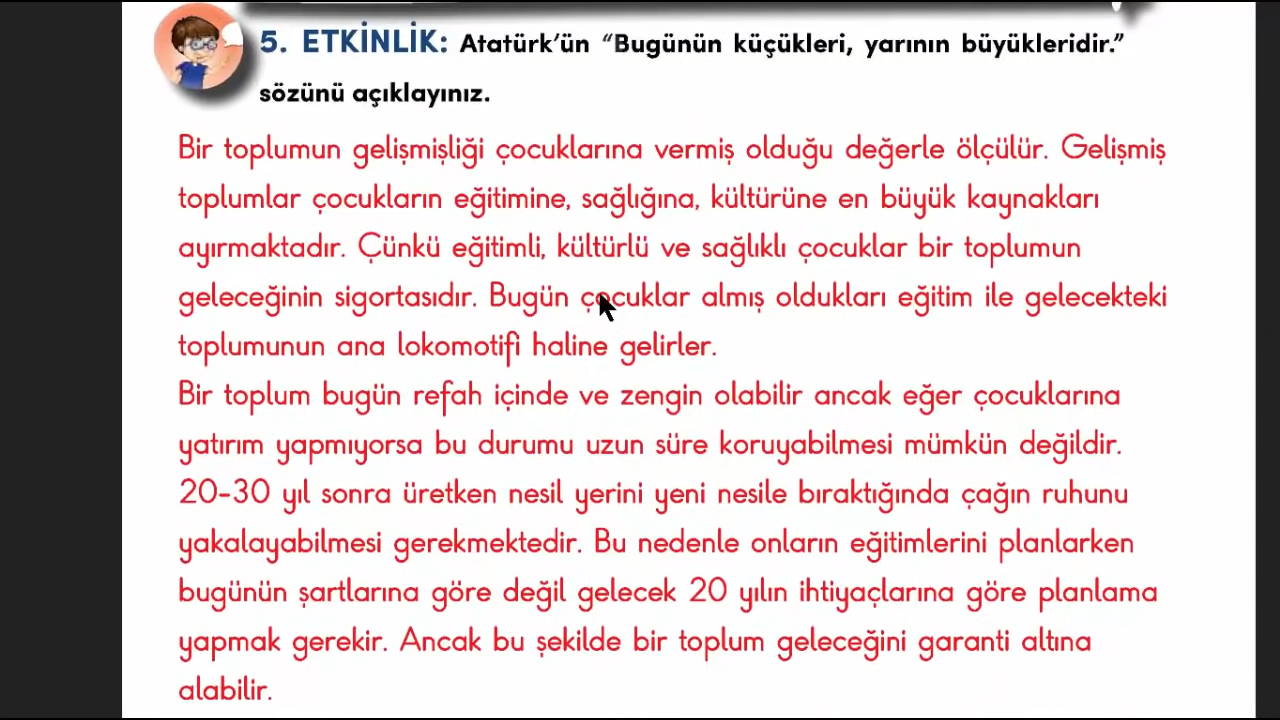 5. ETKİNLİK: Atatürk’ün “Bugünün küçükleri, yarının büyükleridir.”
sözünü açıklayınız.
Bir toplumun gelişmişliği çocuklarına vermiş olduğu değerle ölçülür. Gelişmiş
toplumlar çocukların eğitimine, sağlığına, kültürüne en büyük kaynakları
ayırmaktadır. Çünkü eğitimli, kültürlü ve sağlıklı çocuklar bir toplumun
geleceğinin sigortasıdır. Bugün çocuklar almış oldukları eğitim ile gelecekteki
toplumunun ana lokomotifi haline gelirler.
Bir toplum bugün refah içinde ve zengin olabilir ancak eğer çocuklarına
yatırım yapmıyorsa bu durumu uzun süre koruyabilmesi mümkün değildir.
20-30 yıl sonra üretken nesil yerini yeni nesile bıraktığında çağın ruhunu
yakalayabilmesi gerekmektedir. Bu nedenle onların eğitimlerini planlarken
bugünün şartlarına göre değil gelecek 20 yılın ihtiyaçlarına göre planlama
yapmak gerekir. Ancak bu şekilde bir toplum geleceğini garanti altına
alabilir.